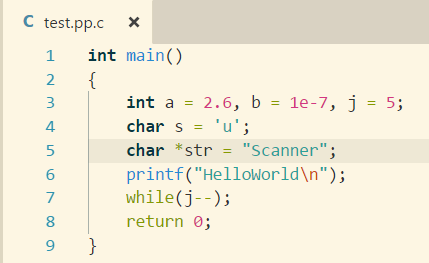 C test.pp.c ×
1 int main()
2 {
3 int a = 2.6, b = 1e-7, j = 5;
4 char s = 'u';
5 char *str = "Scanner";
6 printf("HelloWorld\n");
7 while(j--);
8 return 0;
9 }